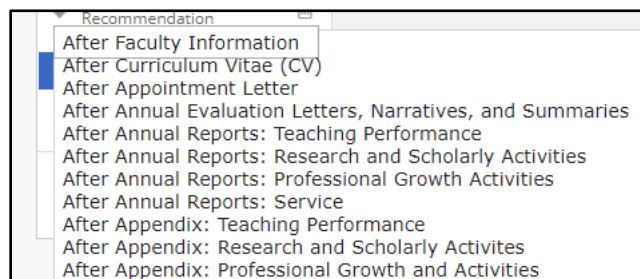 Recommendation
After Faculty Information
After Curriculum Vitae (CV)
After Appointment Letter
After Annual Evaluation Letters, Narratives, and Summaries
After Annual Reports: Teaching Performance
After Annual Reports: Research and Scholarly Activities
After Annual Reports: Professional Growth Activities
After Annual Reports: Service
After Appendix: Teaching Performance
After Appendix: Research and Scholarly Activites
After Appendix: Professional Growth and Activities